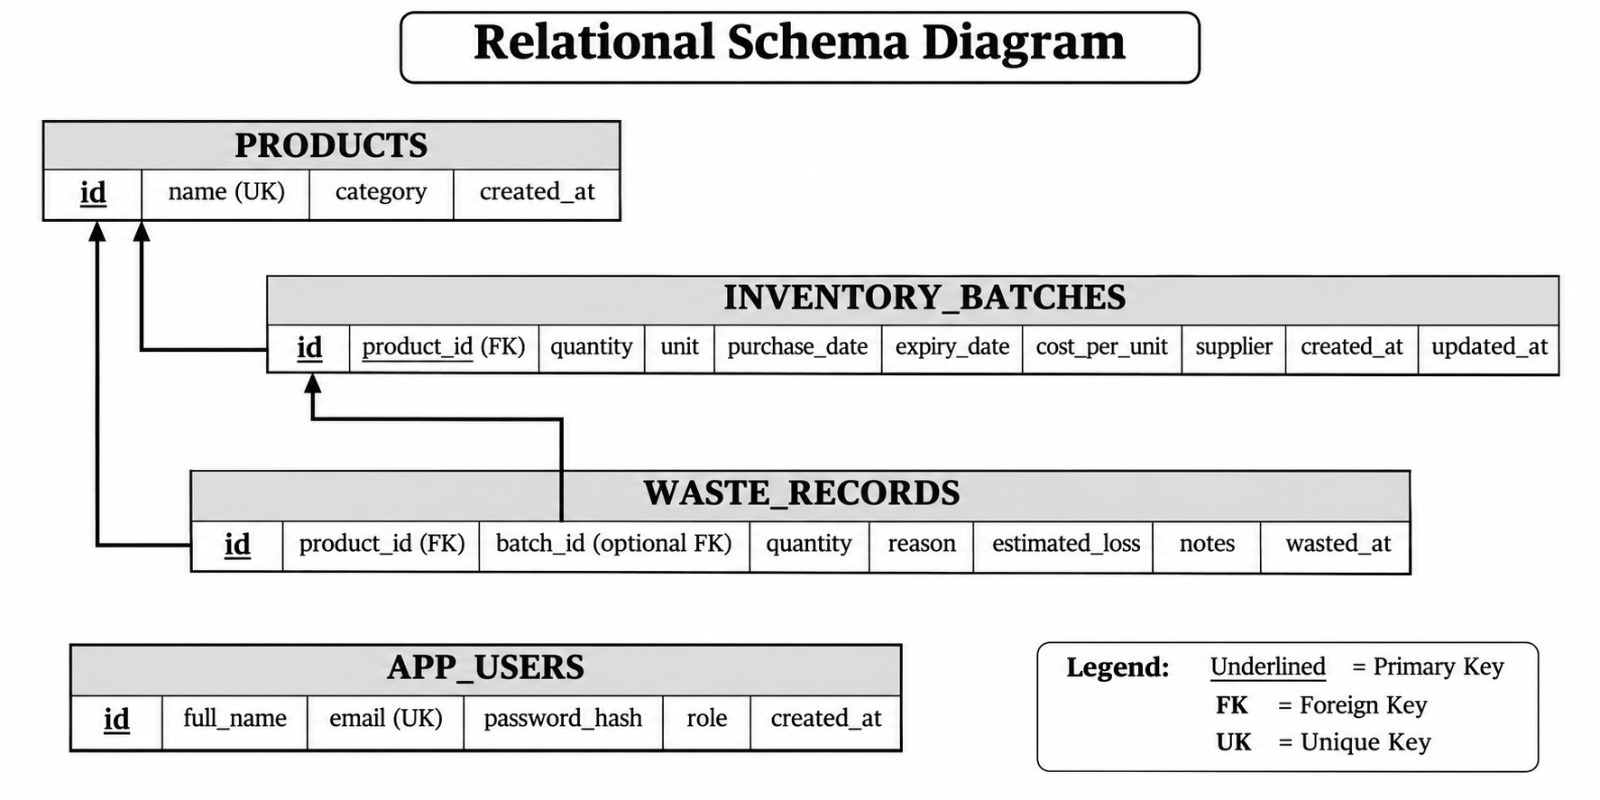 Relational Schema Diagram
PRODUCTS
id name (UK) category created_at
INVENTORY_BATCHES
id product_id (FK) quantity unit purchase_date expiry_date cost_per_unit supplier created_at updated_at
WASTE_RECORDS
id product_id (FK) batch_id (optional FK) quantity reason estimated_loss notes wasted_at
APP_USERS
id full_name email (UK) password_hash role created_at
Legend: Underlined = Primary Key
FK = Foreign Key
UK = Unique Key